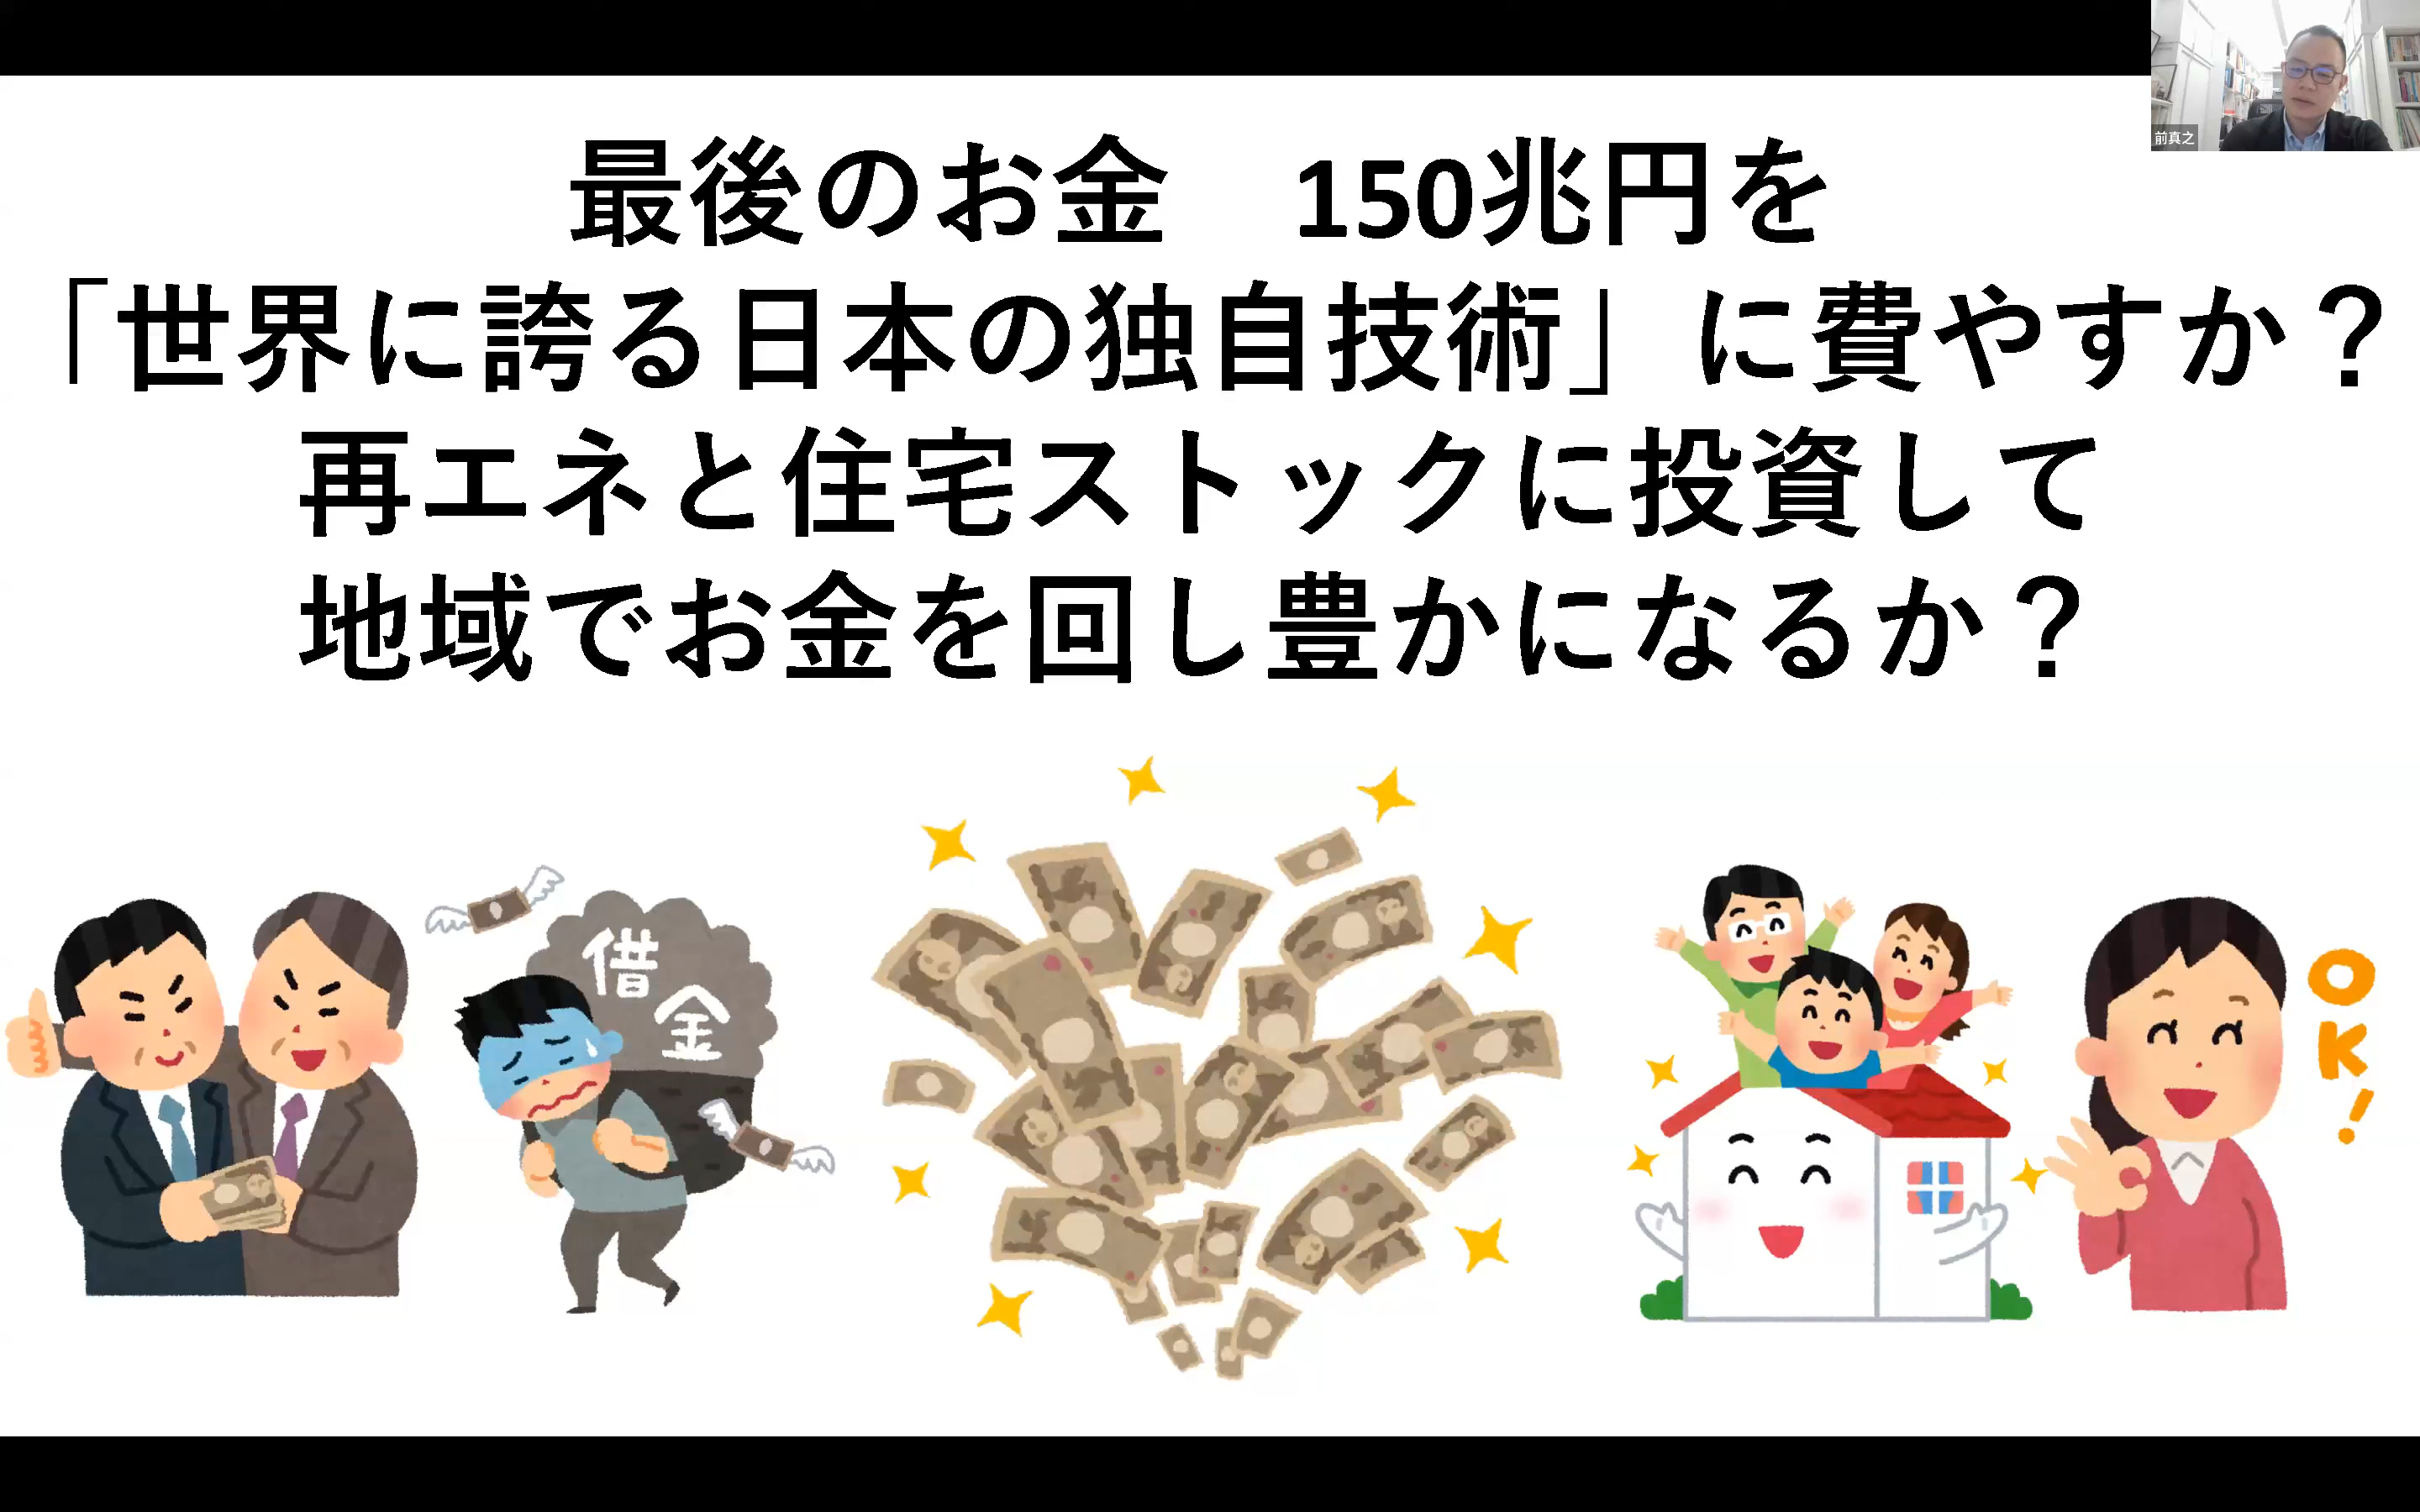 最後のお金　150兆円を
「世界に誇る日本の独自技術」に費やすか？
再エネと住宅ストックに投資して
地域でお金を回し豊かになるか？
借金
OK!
前真之